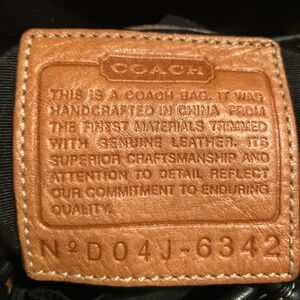 COACH
THIS IS A COACH BAG. IT WAS
HANDCRAFTED IN CHINA FROM
THE FINEST MATERIALS TRIMMED
WITH GENUINE LEATHER. ITS
SUPERIOR CRAFTSMANSHIP AND
ATTENTION TO DETAIL REFLECT
OUR COMMITMENT TO ENDURING
QUALITY.
Nº D04J-6342